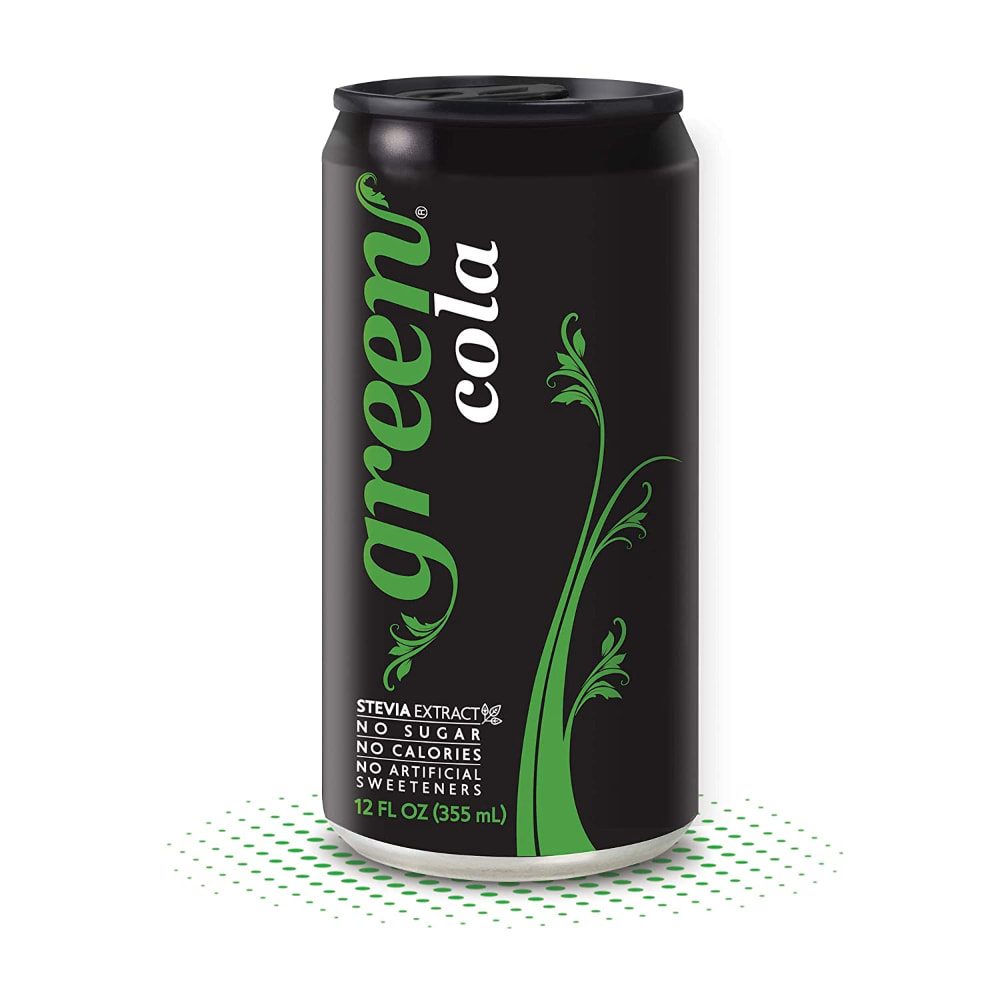 green®
cola
STEVIA EXTRACT
NO SUGAR
NO CALORIES
NO ARTIFICIAL
SWEETENERS
12 FL OZ (355 mL)